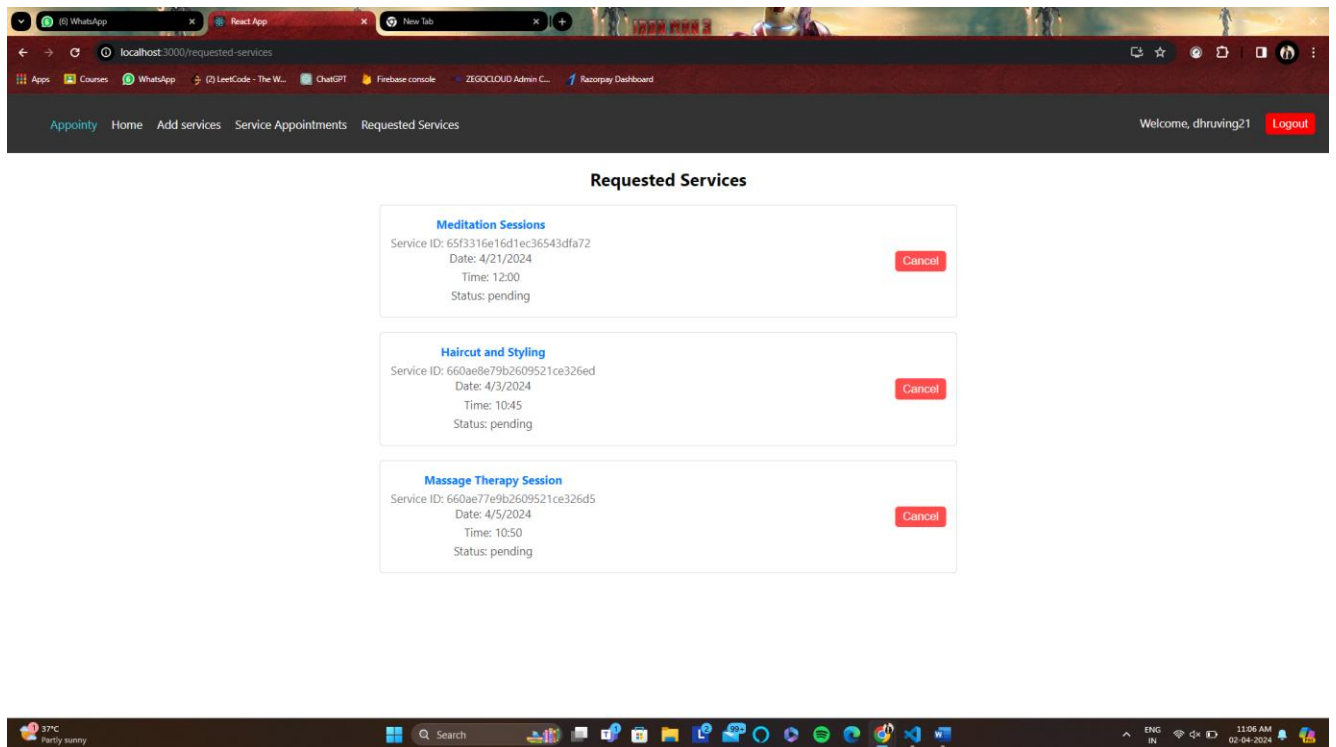 (6) WhatsApp
React App
New Tab
IRON MAN 3
localhost:3000/requested-services
Apps Courses WhatsApp (2) LeetCode - The W... ChatGPT Firebase console ZEGOCLOUD Admin C... Razorpay Dashboard
Appointy Home Add services Service Appointments Requested Services Welcome, dhruving21 Logout
Requested Services
Meditation Sessions
Service ID: 65f3316e16d1ec36543dfa72
Date: 4/21/2024
Time: 12:00
Status: pending
Cancel
Haircut and Styling
Service ID: 660ae8e79b2609521ce326ed
Date: 4/3/2024
Time: 10:45
Status: pending
Cancel
Massage Therapy Session
Service ID: 660ae77e9b2609521ce326d5
Date: 4/5/2024
Time: 10:50
Status: pending
Cancel
37°C
Partly sunny
Search
99+
ENG
IN
11:06 AM
02-04-2024